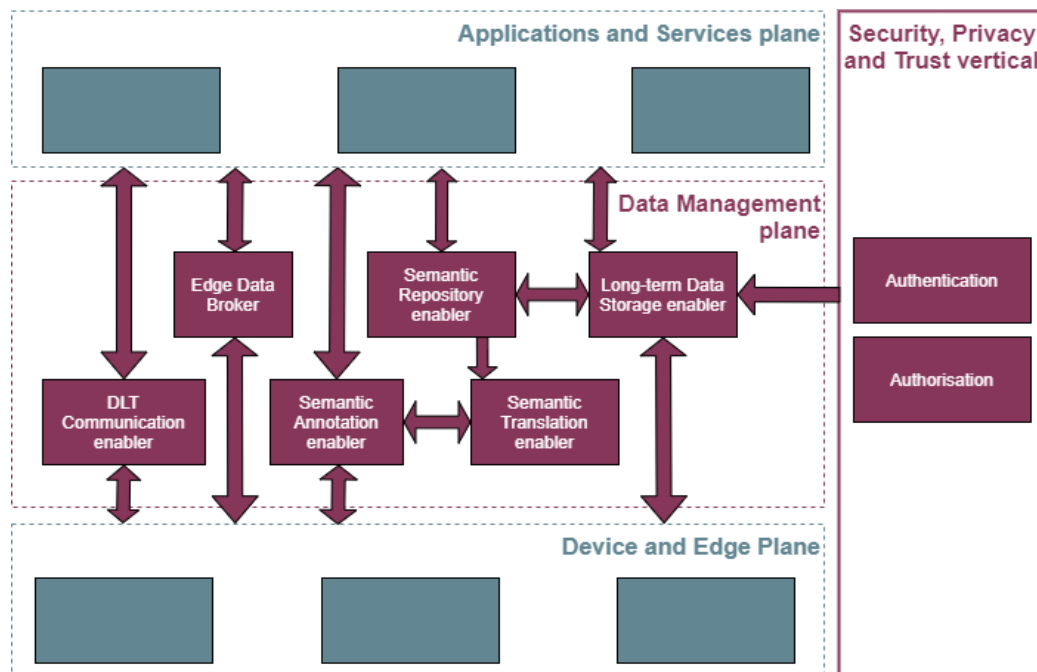 Applications and Services plane
Security, Privacy
and Trust vertical
Data Management
plane
Edge Data
Broker
Semantic
Repository
enabler
Long-term Data
Storage enabler
Authentication
DLT
Communication
enabler
Semantic
Annotation
enabler
Semantic
Translation
enabler
Authorisation
Device and Edge Plane